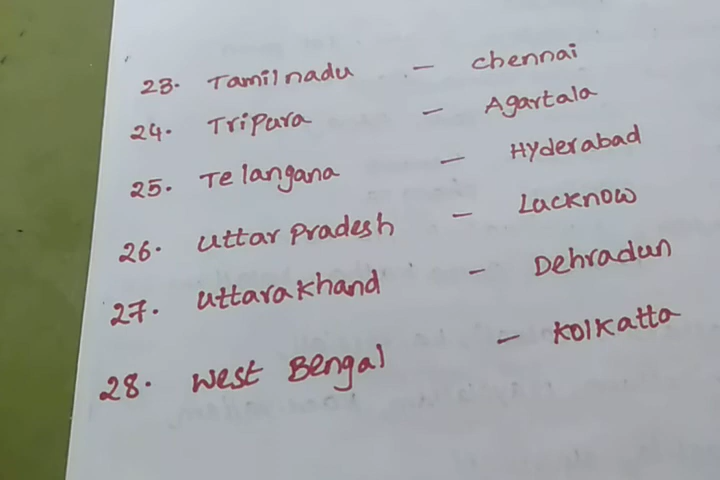 23. Tamilnadu - chennai
24. Tripura - Agartala
25. Telangana - Hyderabad
26. Uttar Pradesh - Lucknow
27. Uttarakhand - Dehradun
28. West Bengal - Kolkatta